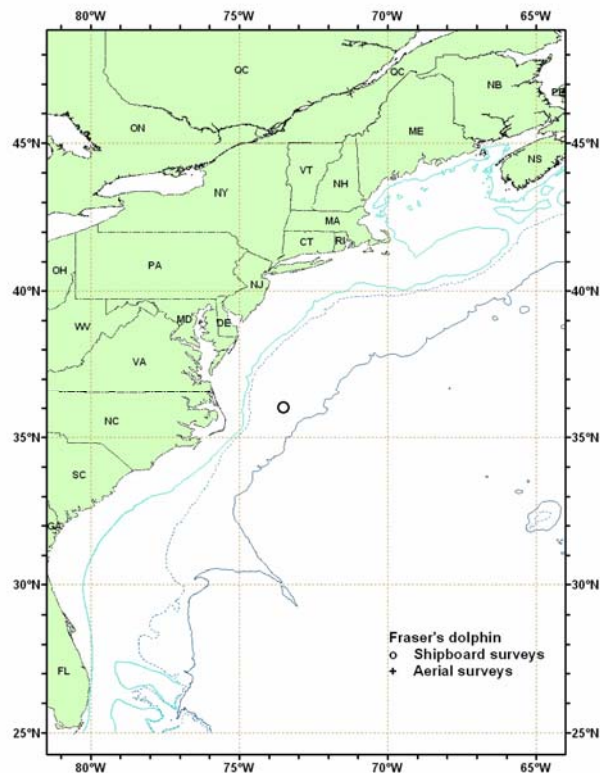 80°W 75°W 70°W 65°W
QC QC NB PE
ON
45°N ME 45°N
NS
VT NH
NY
MA
CT RI
OH PA
NJ
40°N 40°N
MD DE
WV
VA
NC
35°N 35°N
SC
GA
30°N 30°N
Fraser's dolphin
Shipboard surveys
Aerial surveys
FL
25°N 25°N
80°W 75°W 70°W 65°W